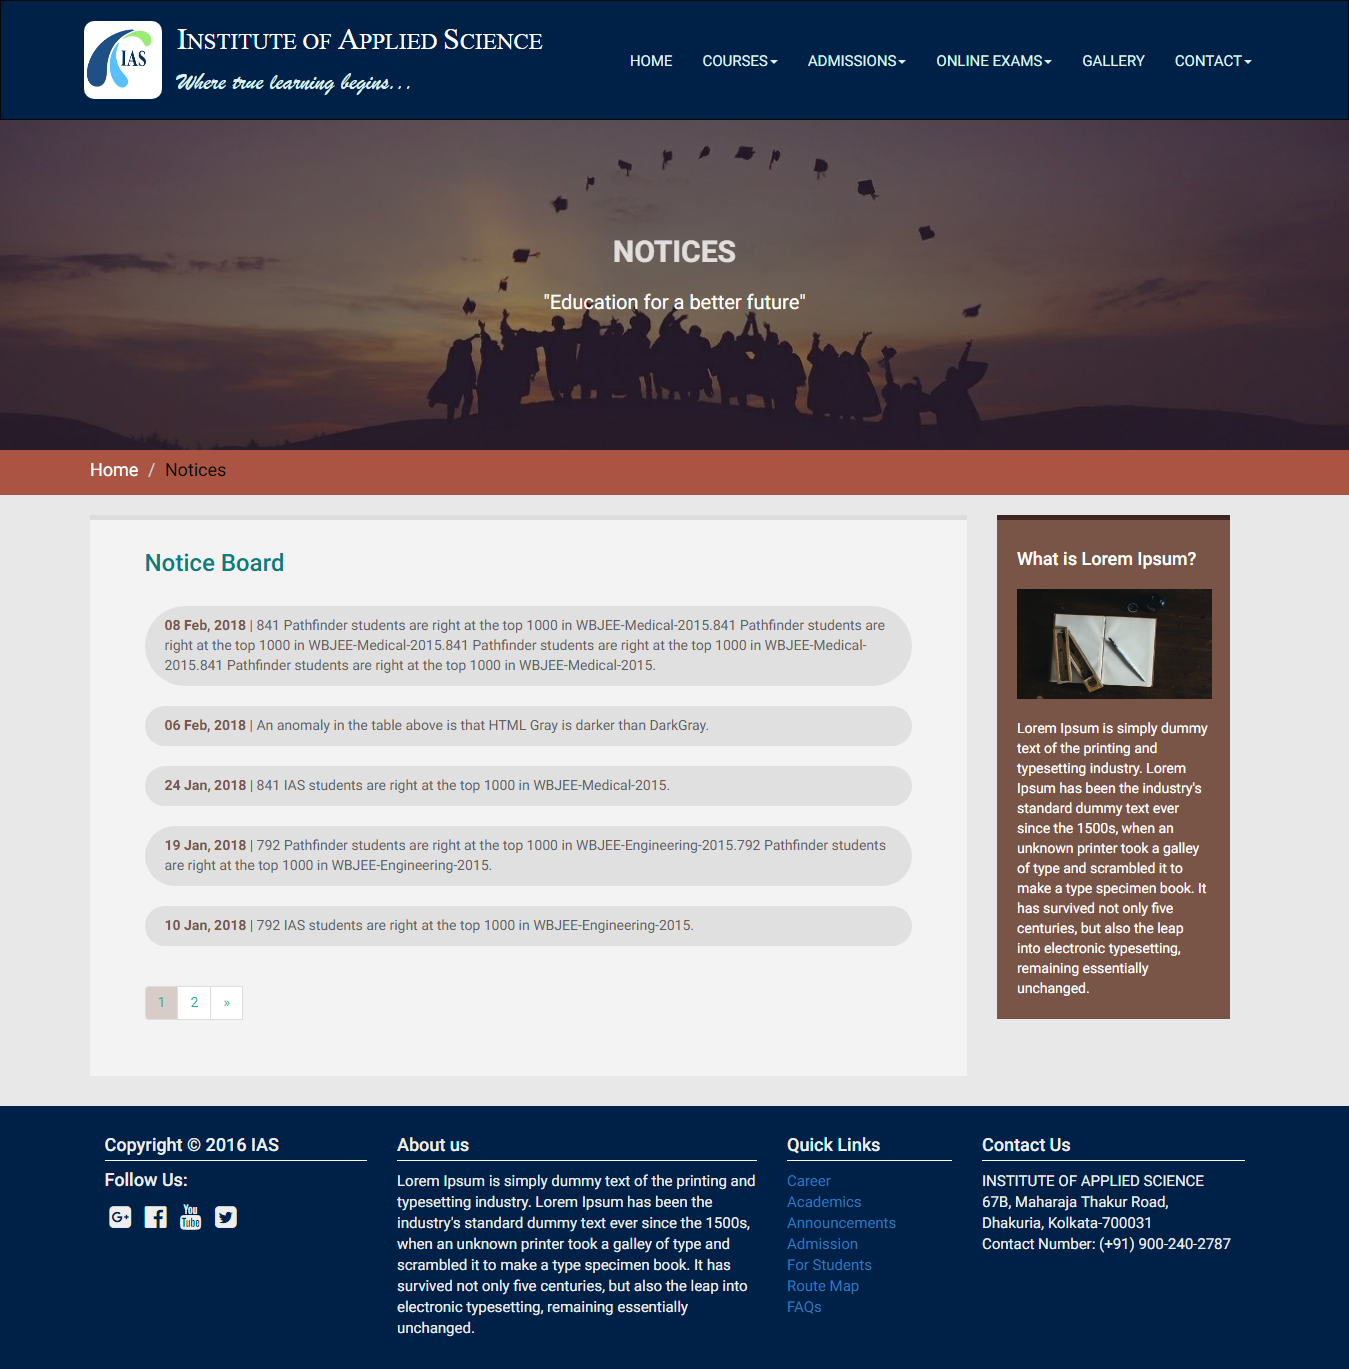 IAS
INSTITUTE OF APPLIED SCIENCE
Where true learning begins...
HOME COURSES ADMISSIONS ONLINE EXAMS GALLERY CONTACT
NOTICES
"Education for a better future"
Home / Notices
Notice Board
08 Feb, 2018 | 841 Pathfinder students are right at the top 1000 in WBJEE-Medical-2015.841 Pathfinder students are
right at the top 1000 in WBJEE-Medical-2015.841 Pathfinder students are right at the top 1000 in WBJEE-Medical-
2015.841 Pathfinder students are right at the top 1000 in WBJEE-Medical-2015.
06 Feb, 2018 | An anomaly in the table above is that HTML Gray is darker than DarkGray.
24 Jan, 2018 | 841 IAS students are right at the top 1000 in WBJEE-Medical-2015.
19 Jan, 2018 | 792 Pathfinder students are right at the top 1000 in WBJEE-Engineering-2015.792 Pathfinder students
are right at the top 1000 in WBJEE-Engineering-2015.
10 Jan, 2018 | 792 IAS students are right at the top 1000 in WBJEE-Engineering-2015.
1 2 »
What is Lorem Ipsum?
Lorem Ipsum is simply dummy
text of the printing and
typesetting industry. Lorem
Ipsum has been the industry's
standard dummy text ever
since the 1500s, when an
unknown printer took a galley
of type and scrambled it to
make a type specimen book. It
has survived not only five
centuries, but also the leap
into electronic typesetting,
remaining essentially
unchanged.
Copyright © 2016 IAS
Follow Us:
G+ You Tube
About us
Lorem Ipsum is simply dummy text of the printing and
typesetting industry. Lorem Ipsum has been the
industry's standard dummy text ever since the 1500s,
when an unknown printer took a galley of type and
scrambled it to make a type specimen book. It has
survived not only five centuries, but also the leap into
electronic typesetting, remaining essentially
unchanged.
Quick Links
Career
Academics
Announcements
Admission
For Students
Route Map
FAQs
Contact Us
INSTITUTE OF APPLIED SCIENCE
67B, Maharaja Thakur Road,
Dhakuria, Kolkata-700031
Contact Number: (+91) 900-240-2787